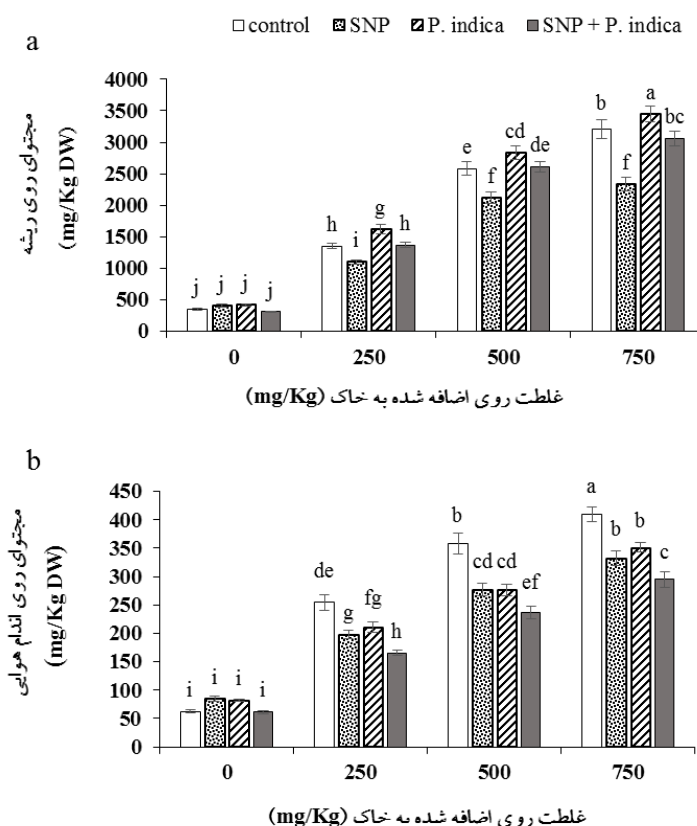 a
control SNP P. indica SNP + P. indica
مجتوای روی ریشه
(mg/Kg DW)
4000
3500
3000
2500
2000
1500
1000
500
0
j j j j
h i g h
e f cd de
b f a bc
0 250 500 750
غلطت روی اضافه شده به خاک (mg/Kg)
b
مجتوای روی اندام هوایی
(mg/Kg DW)
450
400
350
300
250
200
150
100
50
0
i i i i
de g fg h
b cd cd ef
a b b c
0 250 500 750
غلطت روی اضافه شده به خاک (mg/Kg)